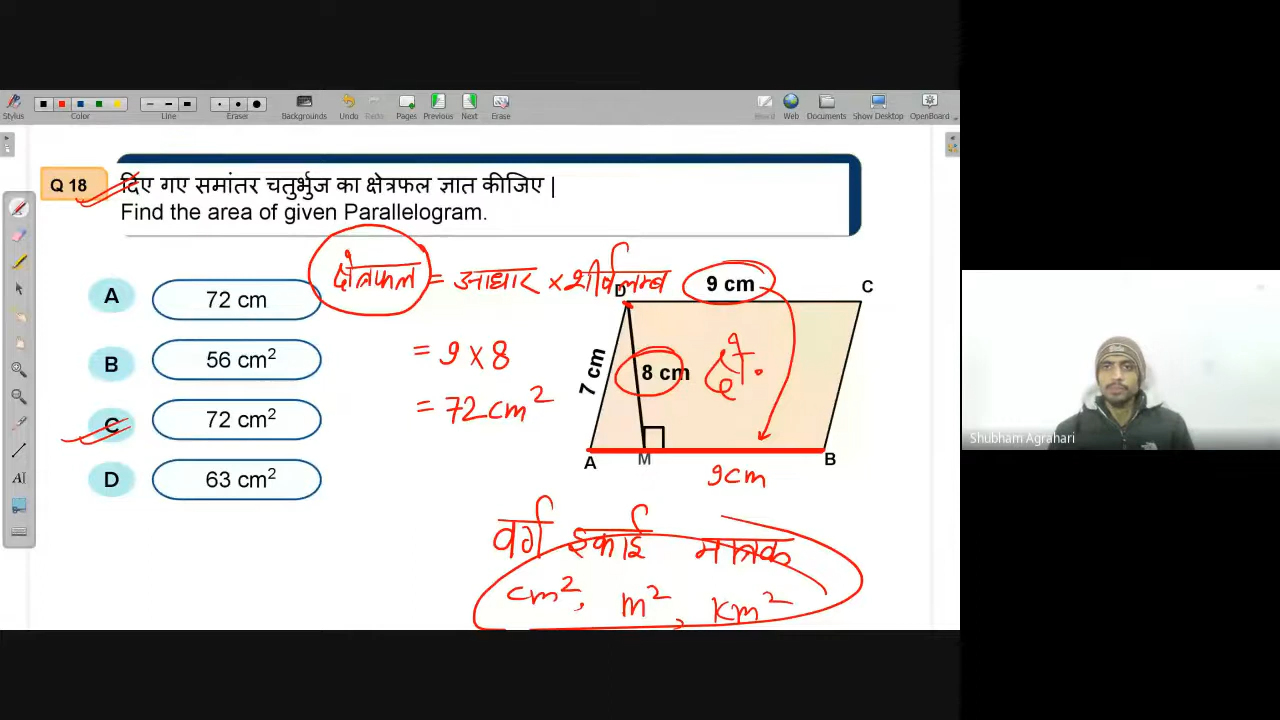 Stylus
Color
Line
Eraser
Backgrounds
Undo
Redo
Pages
Previous
Next
Erase
Board
Web
Documents
Show Desktop
OpenBoard
Q 18
दिए गए समांतर चतुर्भुज का क्षेत्रफल ज्ञात कीजिए |
Find the area of given Parallelogram.
क्षेत्रफल = आधार × शीर्षलम्ब
A 72 cm
B 56 cm²
C 72 cm²
D 63 cm²
= 9 × 8
= 72 cm²
D 9 cm C
7 cm
8 cm क्षे.
A M B
9cm
वर्ग इकाई मात्रक
cm², m², Km²
Shubham Agrahari